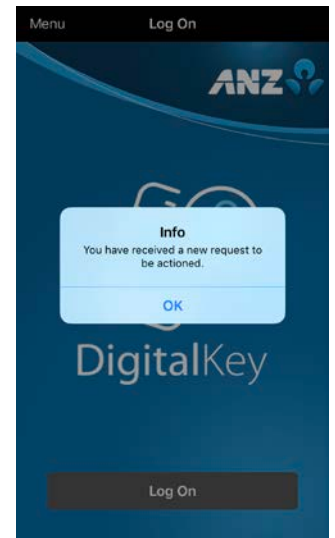 Menu Log On
ANZ
Info
You have received a new request to
be actioned.
OK
DigitalKey
Log On